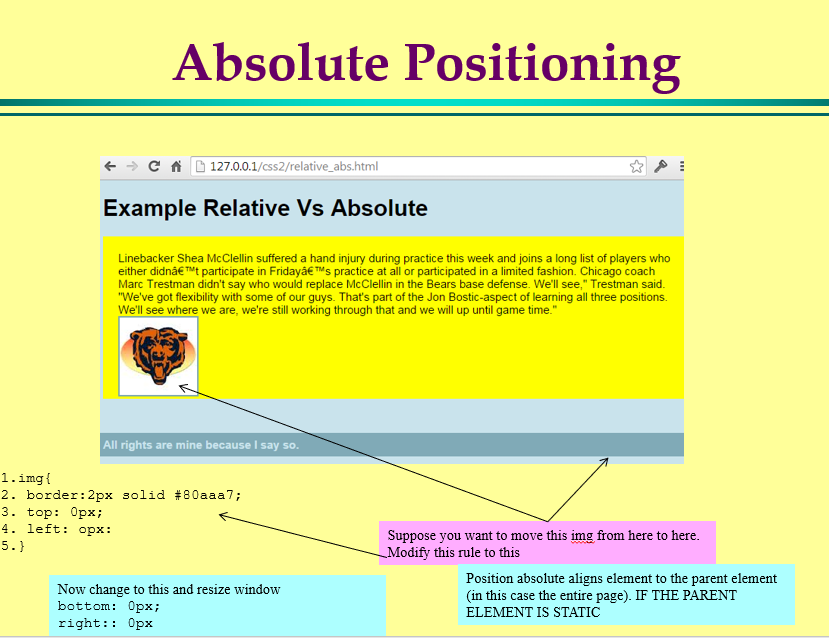 Absolute Positioning
127.0.0.1/css2/relative_abs.html
Example Relative Vs Absolute
Linebacker Shea McClellin suffered a hand injury during practice this week and joins a long list of players who
either didnâ€™t participate in Fridayâ€™s practice at all or participated in a limited fashion. Chicago coach
Marc Trestman didn't say who would replace McClellin in the Bears base defense. We'll see," Trestman said.
"We've got flexibility with some of our guys. That's part of the Jon Bostic-aspect of learning all three positions.
We'll see where we are, we're still working through that and we will up until game time."
All rights are mine because I say so.
1.img{
2. border:2px solid #80aaa7;
3. top: 0px;
4. left: opx:
5.}
Suppose you want to move this img from here to here.
Modify this rule to this
Position absolute aligns element to the parent element
(in this case the entire page). IF THE PARENT
ELEMENT IS STATIC
Now change to this and resize window
bottom: 0px;
right:: 0px